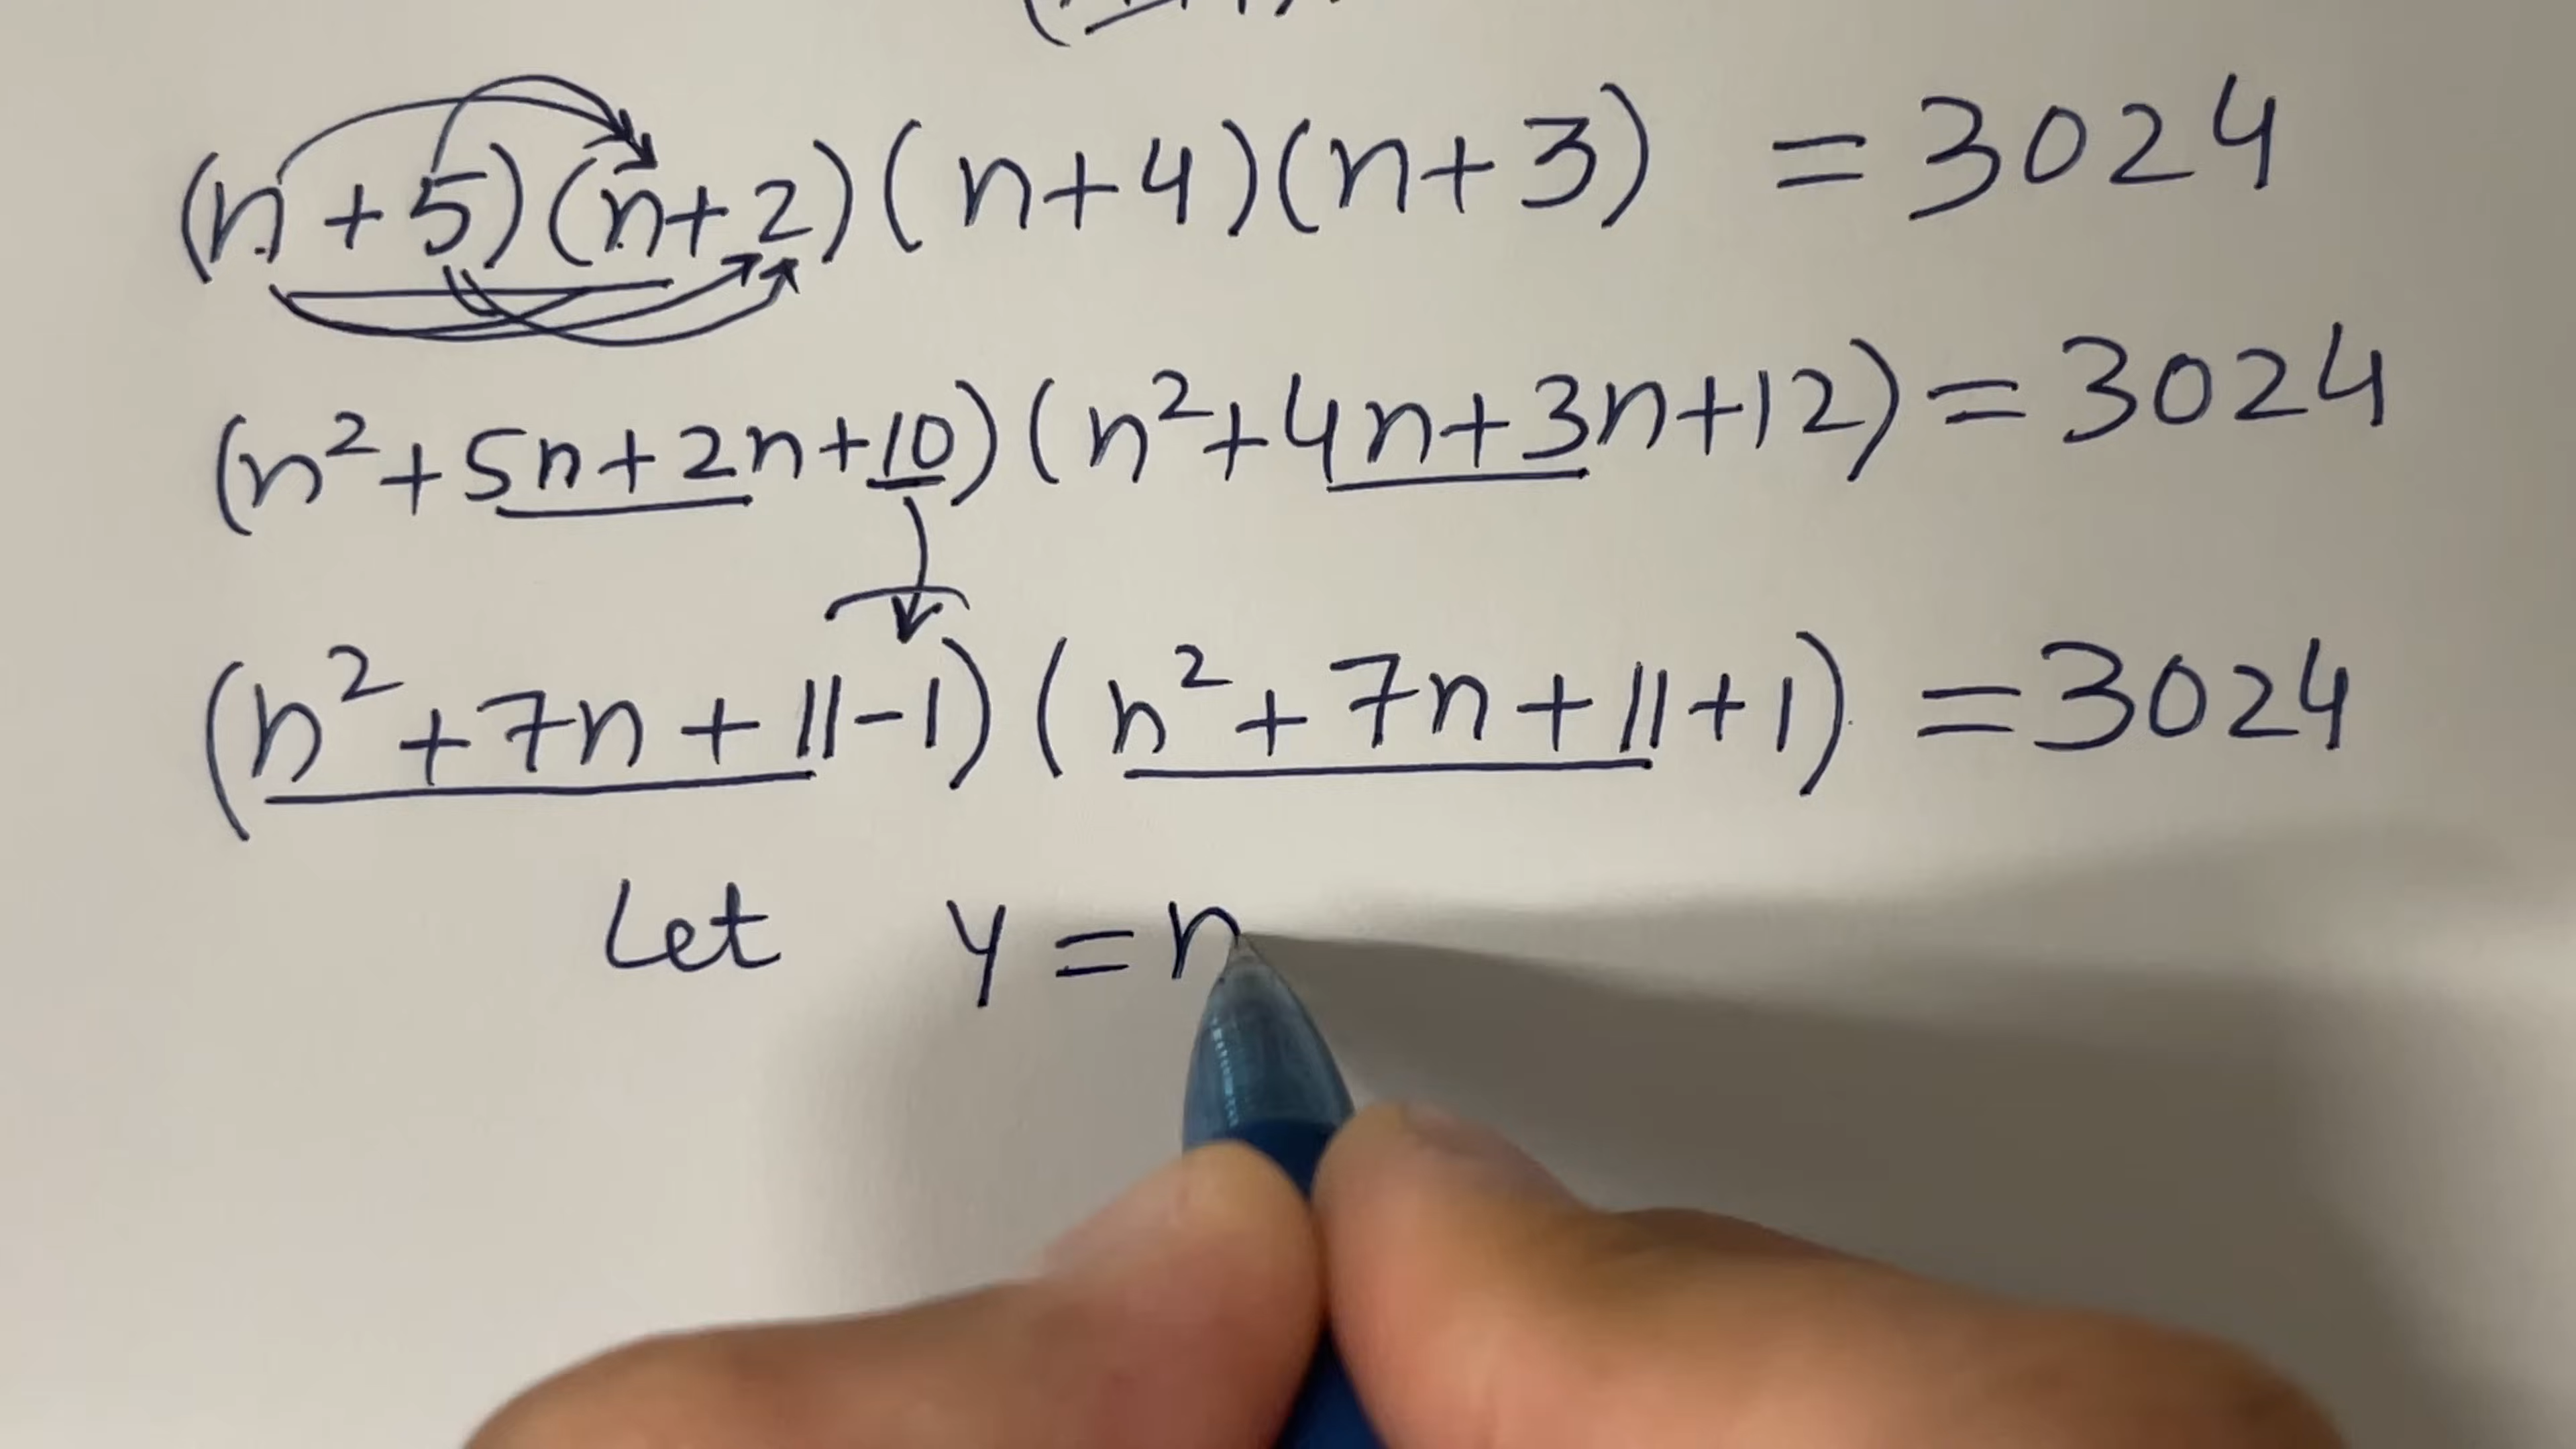 (n+5)(n+2)(n+4)(n+3) = 3024
(n²+5n+2n+10)(n²+4n+3n+12) = 3024
(n²+7n+11-1)(n²+7n+11+1) = 3024
Let y = n